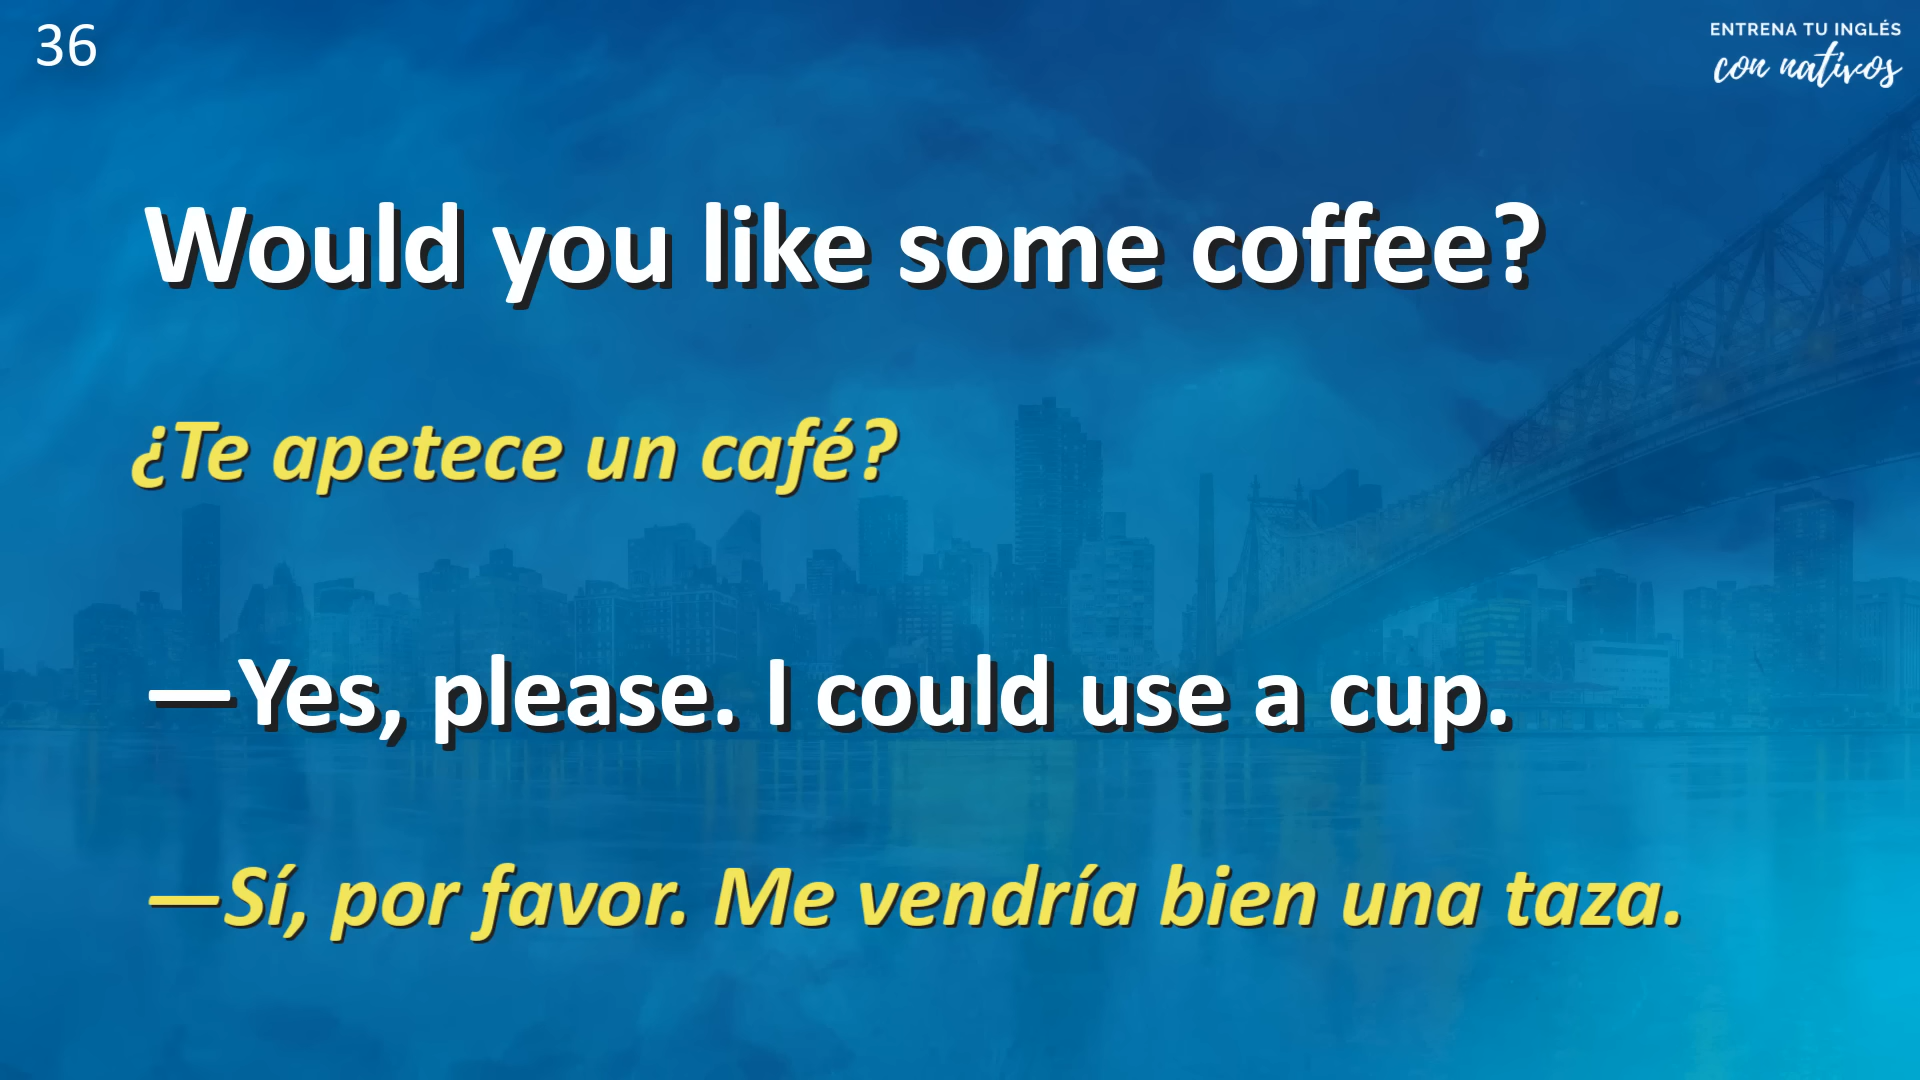 36
ENTRENA TU INGLÉS
con nativos
Would you like some coffee?
¿Te apetece un café?
—Yes, please. I could use a cup.
—Sí, por favor. Me vendría bien una taza.